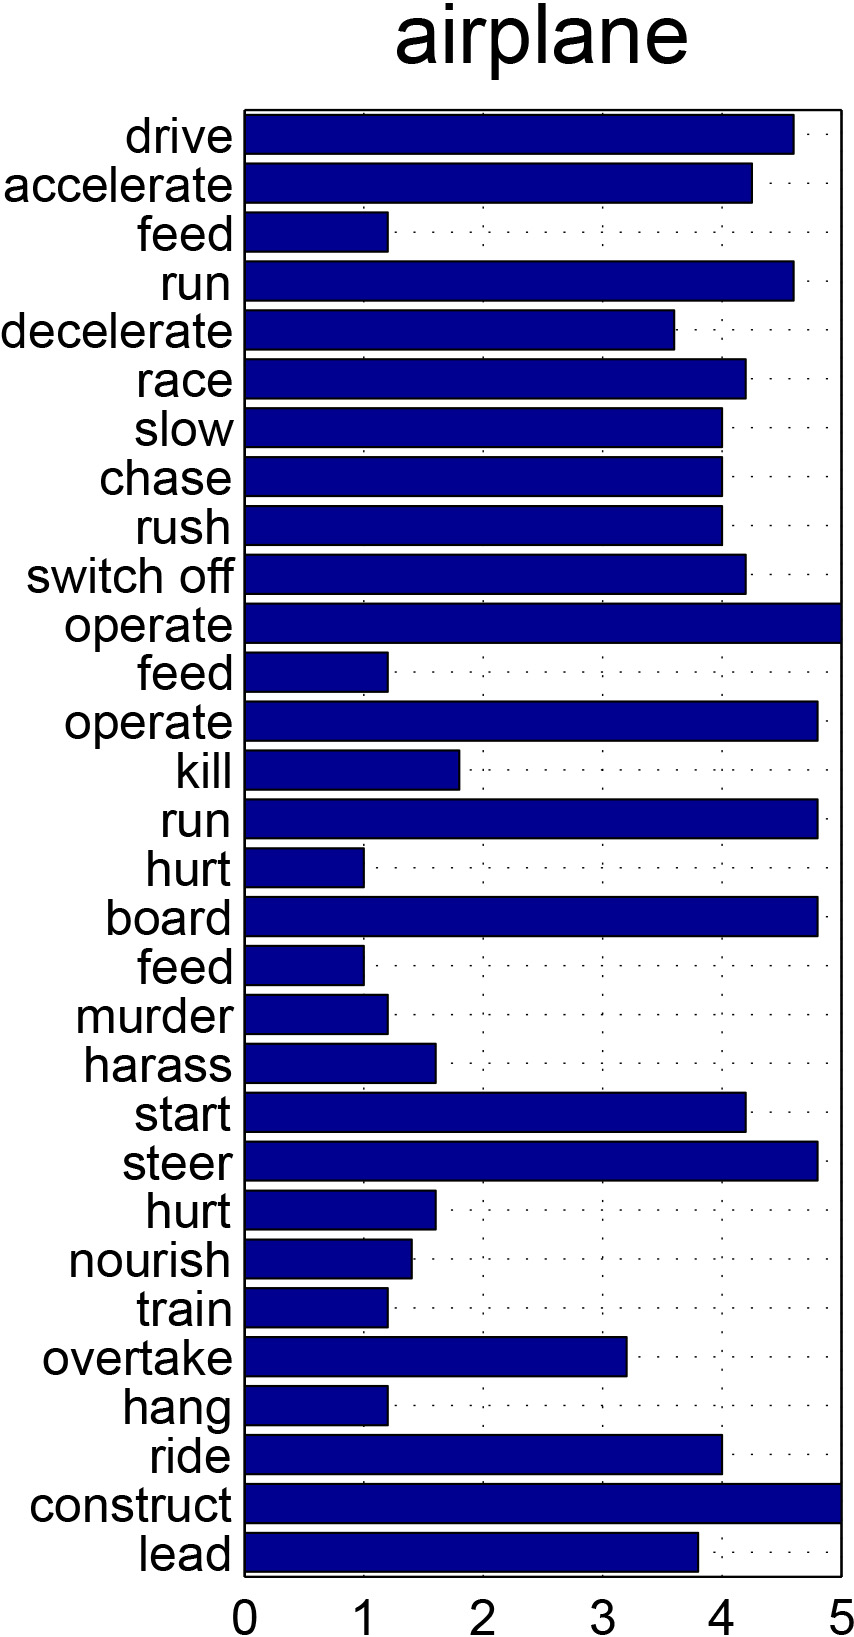 airplane
drive
accelerate
feed
run
decelerate
race
slow
chase
rush
switch off
operate
feed
operate
kill
run
hurt
board
feed
murder
harass
start
steer
hurt
nourish
train
overtake
hang
ride
construct
lead
0 1 2 3 4 5